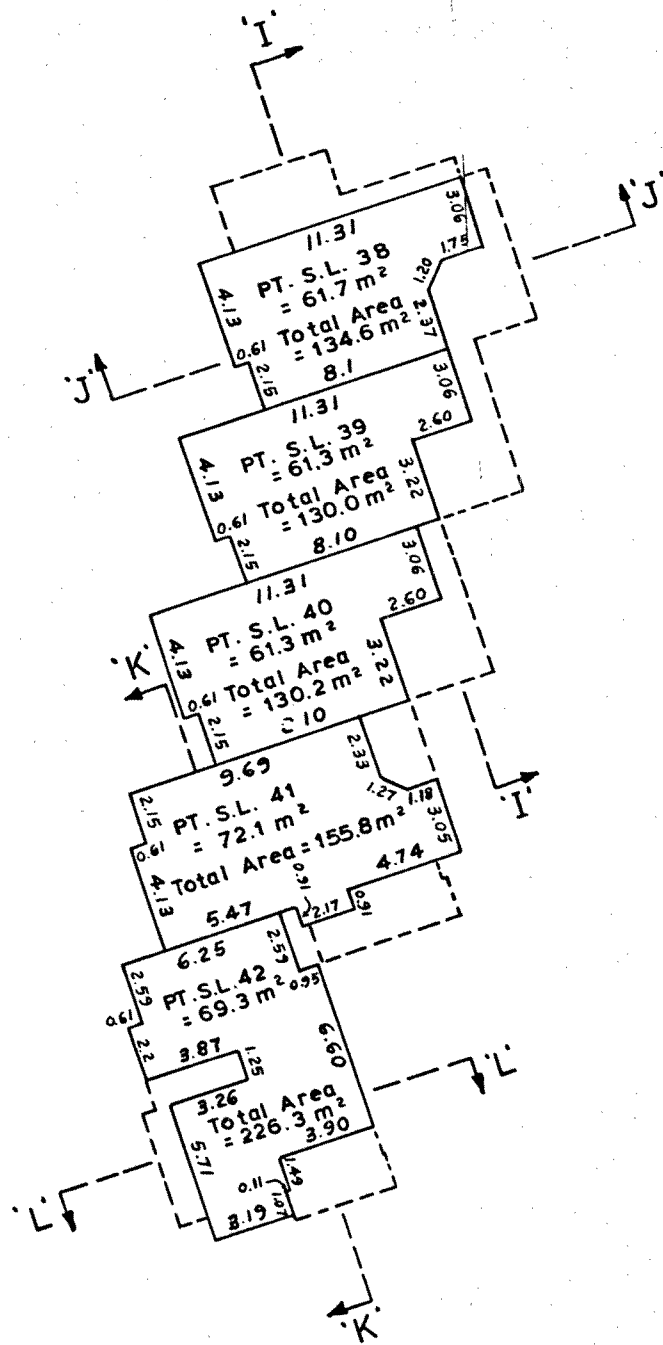 'I'
'J'
3.06
11.31
1.75
PT. S.L. 38
= 61.7 m²
1.20
4.13
Total Area
= 134.6 m²
2.37
0.61
2.15
8.1
'J'
11.31
3.06
2.60
PT. S.L. 39
= 61.3 m²
4.13
3.22
Total Area
= 130.0 m²
0.61
2.15
8.10
11.31
3.06
2.60
PT. S.L. 40
= 61.3 m²
4.13
3.22
'K'
Total Area
= 130.2 m²
0.61
2.15
10
9.69
2.33
'I'
2.15
PT. S.L. 41
= 72.1 m²
1.27
1.18
3.05
0.61
Total Area = 155.8 m²
4.13
0.91
4.74
5.47
2.17
0.91
6.25
2.59
2.59
PT. S.L. 42
= 69.3 m²
0.95
0.61
2.2
3.87
1.25
6.60
'L'
3.26
Total Area
= 226.3 m²
5.71
3.90
1.49
0.11
1.07
'L'
3.19
'K'